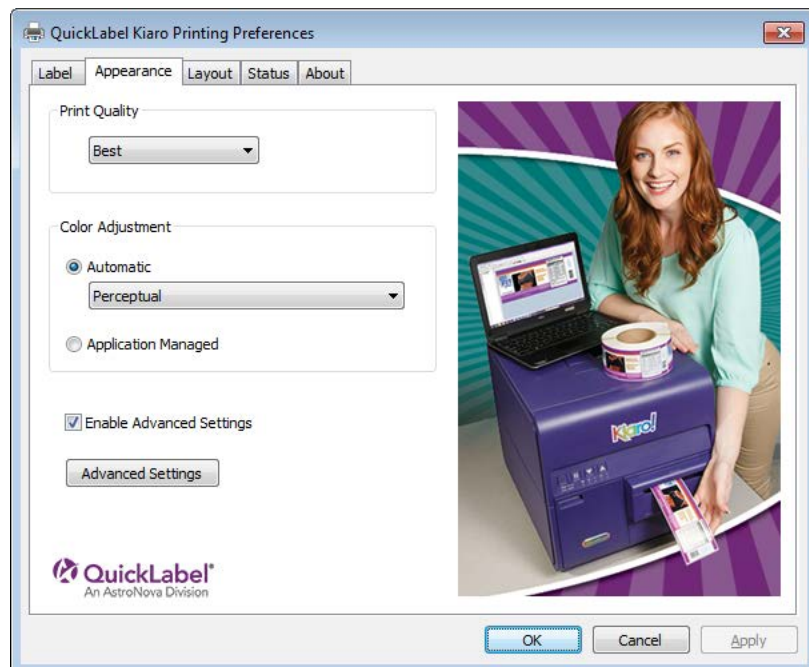 QuickLabel Kiaro Printing Preferences
Label Appearance Layout Status About
Print Quality
Best
Color Adjustment
Automatic
Perceptual
Application Managed
Enable Advanced Settings
Advanced Settings
Kiaro!
QuickLabel®
An AstroNova Division
OK Cancel Apply